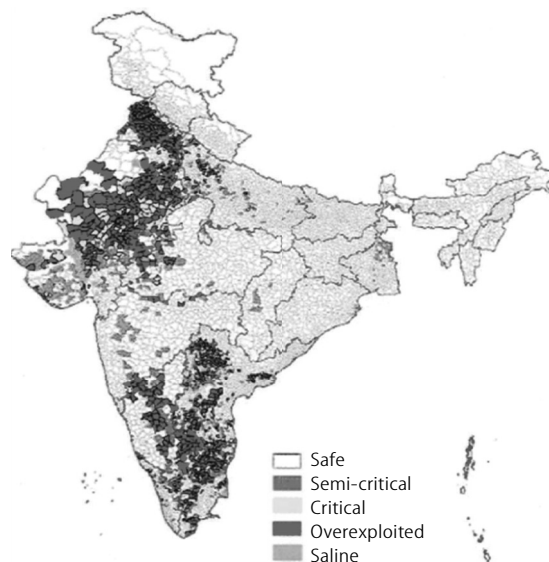 Safe
Semi-critical
Critical
Overexploited
Saline